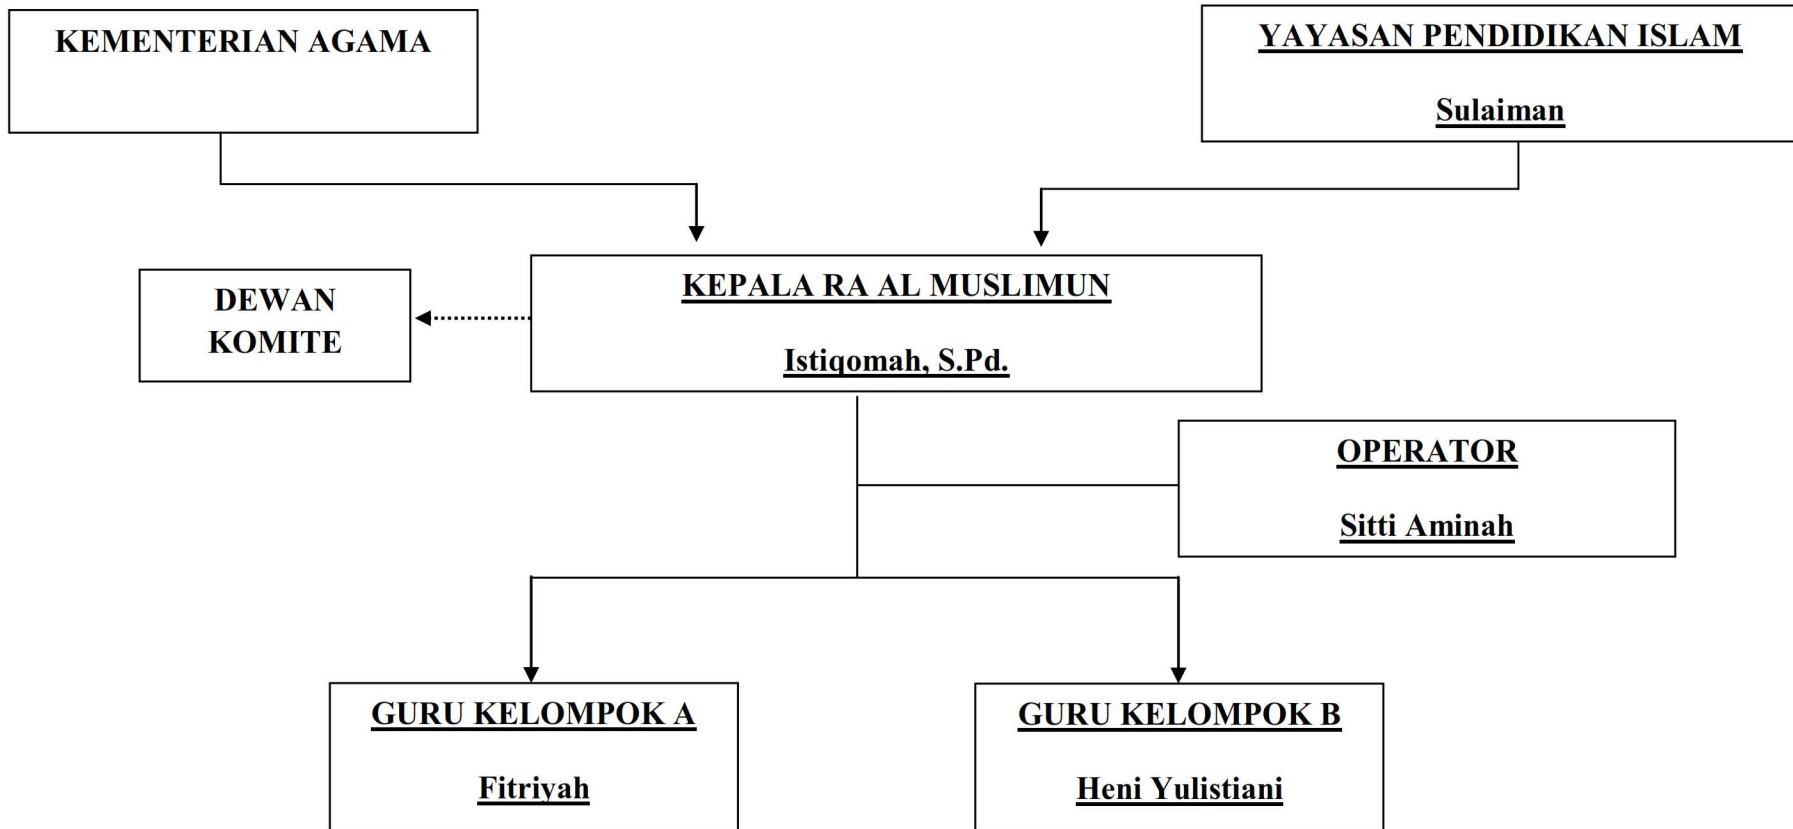 KEMENTERIAN AGAMA
YAYASAN PENDIDIKAN ISLAM
Sulaiman
DEWAN
KOMITE
KEPALA RA AL MUSLIMUN
Istiqomah, S.Pd.
OPERATOR
Sitti Aminah
GURU KELOMPOK A
Fitriyah
GURU KELOMPOK B
Heni Yulistiani